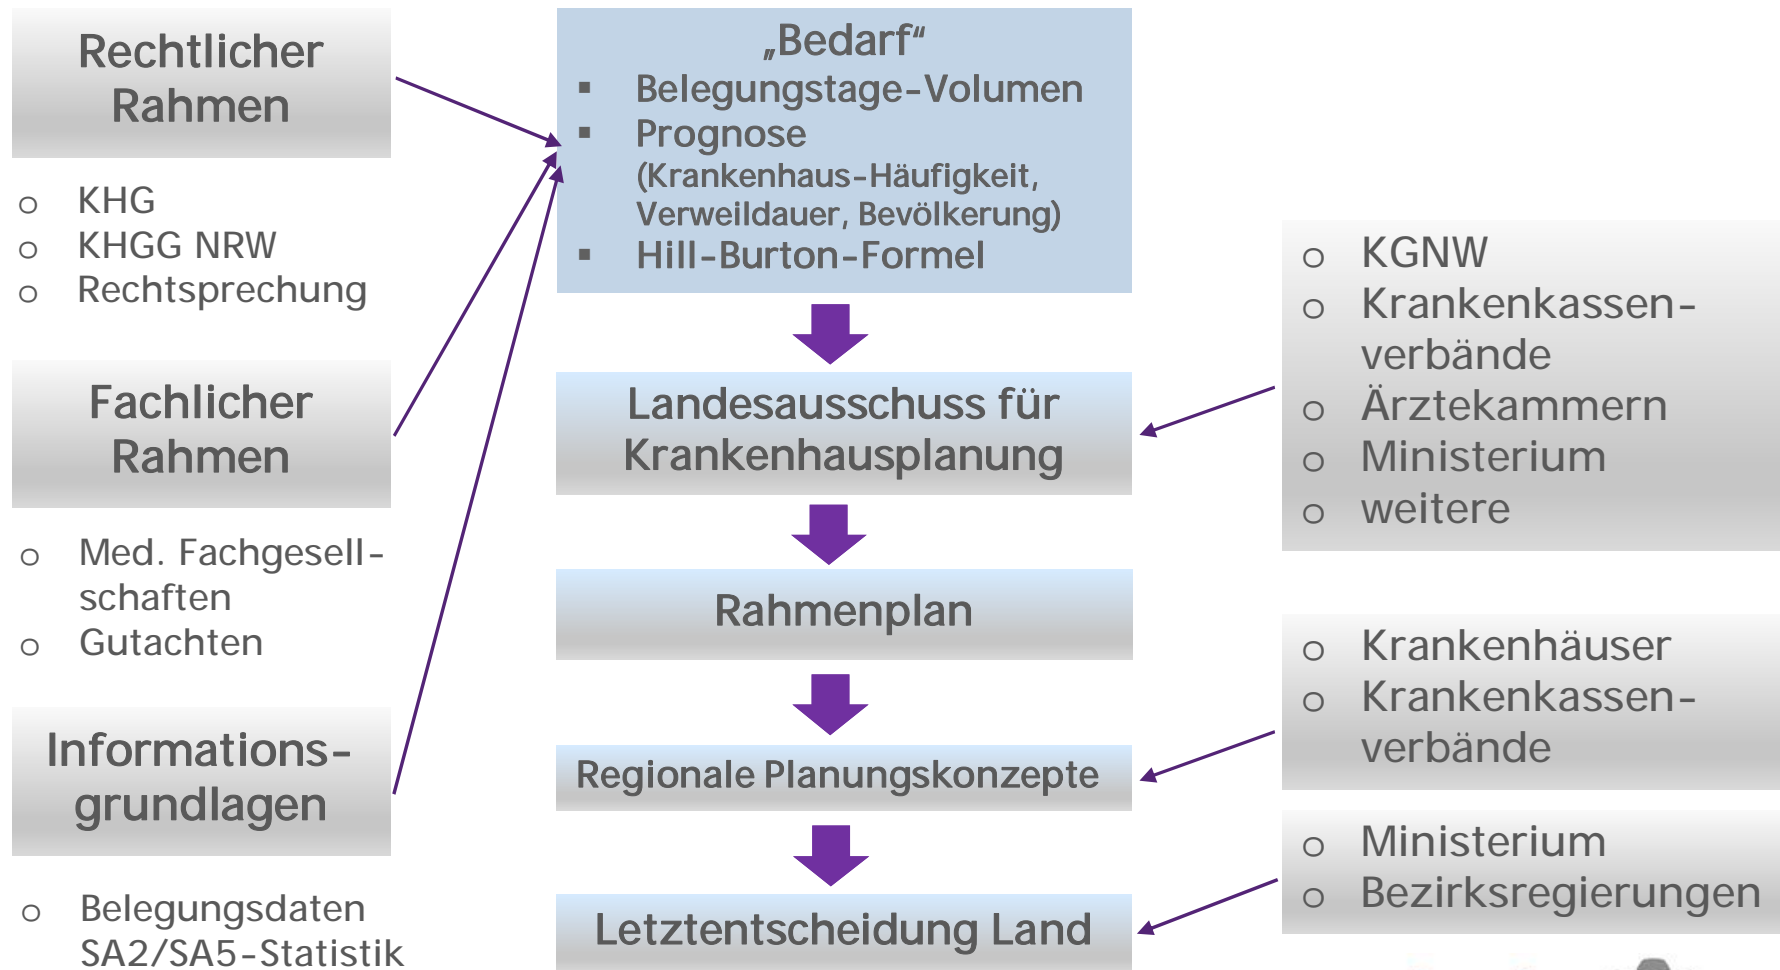 Rechtlicher
Rahmen
o KHG
o KHGG NRW
o Rechtsprechung
Fachlicher
Rahmen
o Med. Fachgesell-
schaften
o Gutachten
Informations-
grundlagen
o Belegungsdaten
SA2/SA5-Statistik
„Bedarf“
▪ Belegungstage-Volumen
▪ Prognose
(Krankenhaus-Häufigkeit,
Verweildauer, Bevölkerung)
▪ Hill-Burton-Formel
Landesausschuss für
Krankenhausplanung
Rahmenplan
Regionale Planungskonzepte
Letztentscheidung Land
o KGNW
o Krankenkassen-
verbände
o Ärztekammern
o Ministerium
o weitere
o Krankenhäuser
o Krankenkassen-
verbände
o Ministerium
o Bezirksregierungen